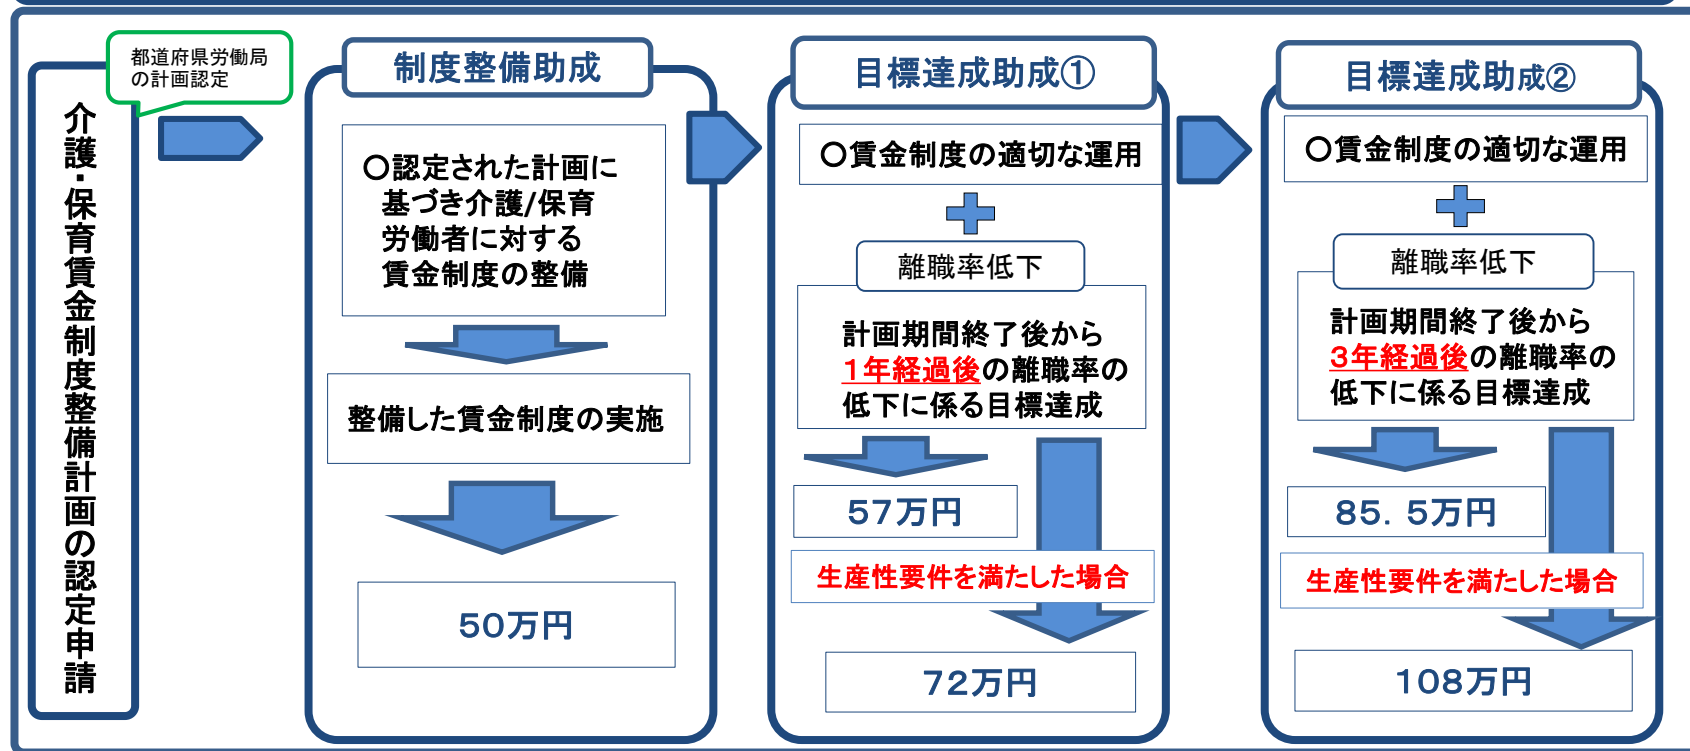 介護・保育賃金制度整備計画の認定申請
都道府県労働局
の計画認定
制度整備助成
〇認定された計画に
基づき介護/保育
労働者に対する
賃金制度の整備
整備した賃金制度の実施
50万円
目標達成助成①
〇賃金制度の適切な運用
離職率低下
計画期間終了後から
1年経過後の離職率の
低下に係る目標達成
57万円
生産性要件を満たした場合
72万円
目標達成助成②
〇賃金制度の適切な運用
離職率低下
計画期間終了後から
3年経過後の離職率の
低下に係る目標達成
85．5万円
生産性要件を満たした場合
108万円